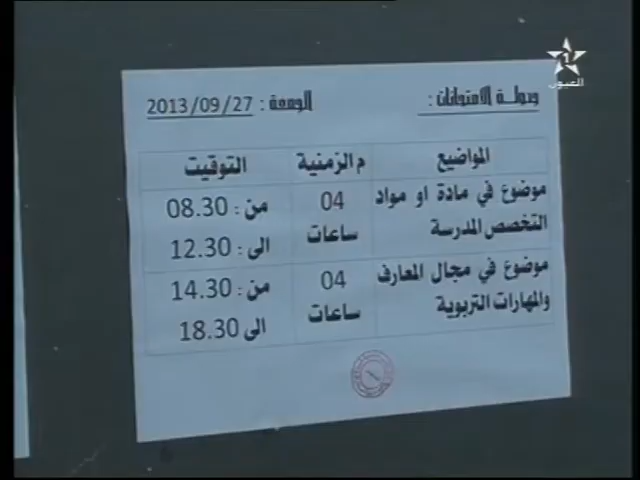 العيون
جدولة الامتحانات : الجمعة : 2013/09/27
المواضيع م الزمنية التوقيت
موضوع في مادة او مواد 04 من : 08.30
التخصص المدرسة ساعات الى : 12.30
موضوع في مجال المعارف 04 من : 14.30
والمهارات التربوية ساعات الى 18.30